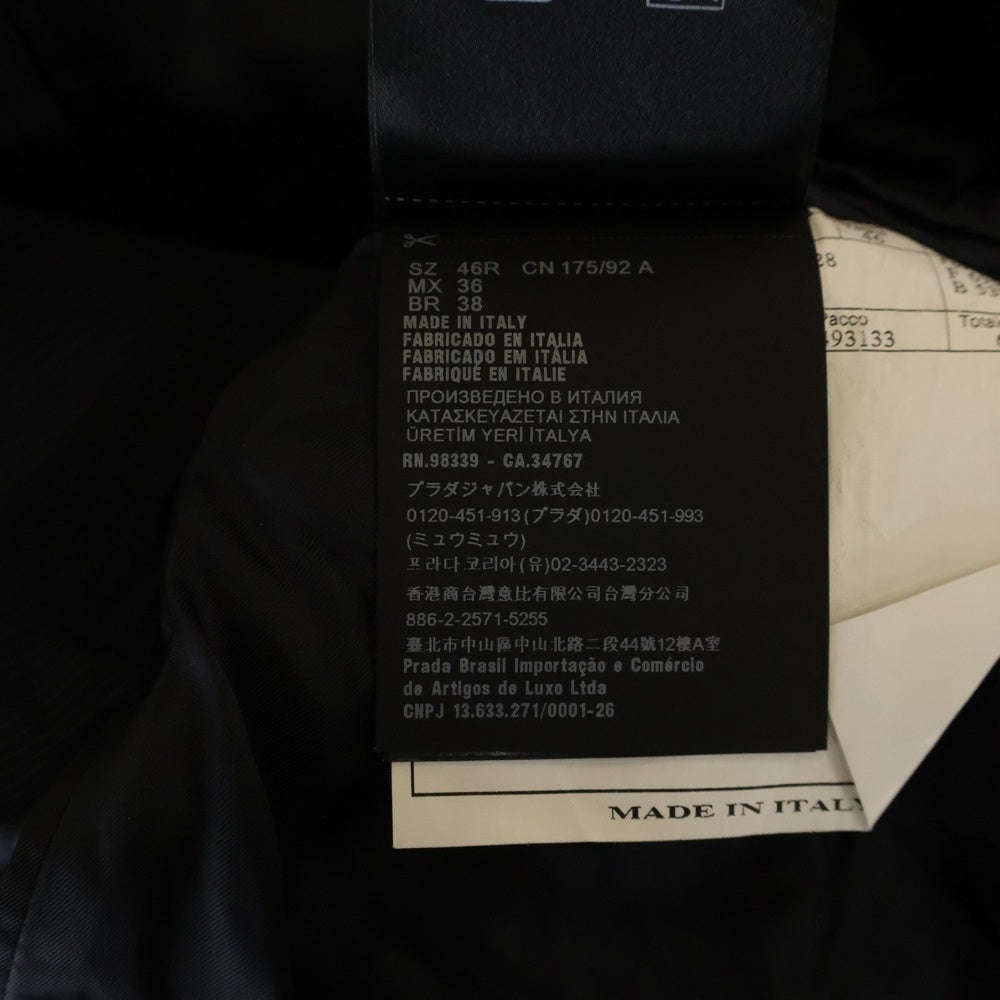 SZ 46R CN 175/92 A
MX 36
BR 38
MADE IN ITALY
FABRICADO EN ITALIA
FABRICADO EM ITÁLIA
FABRIQUÉ EN ITALIE
ПРОИЗВЕДЕНО В ИТАЛИЯ
ΚΑΤΑΣΚΕΥΑΖΕΤΑΙ ΣΤΗΝ ΙΤΑΛΙΑ
ÜRETİM YERİ İTALYA
RN.98339 - CA.34767
プラダジャパン株式会社
0120-451-913(プラダ)0120-451-993
(ミュウミュウ)
프라다 코리아(유)02-3443-2323
香港商台灣意比有限公司台灣分公司
886-2-2571-5255
臺北市中山區中山北路二段44號12樓A室
Prada Brasil Importação e Comércio
de Artigos de Luxo Ltda
CNPJ 13.633.271/0001-26
46
28
Pacco
493133
MADE IN ITALY